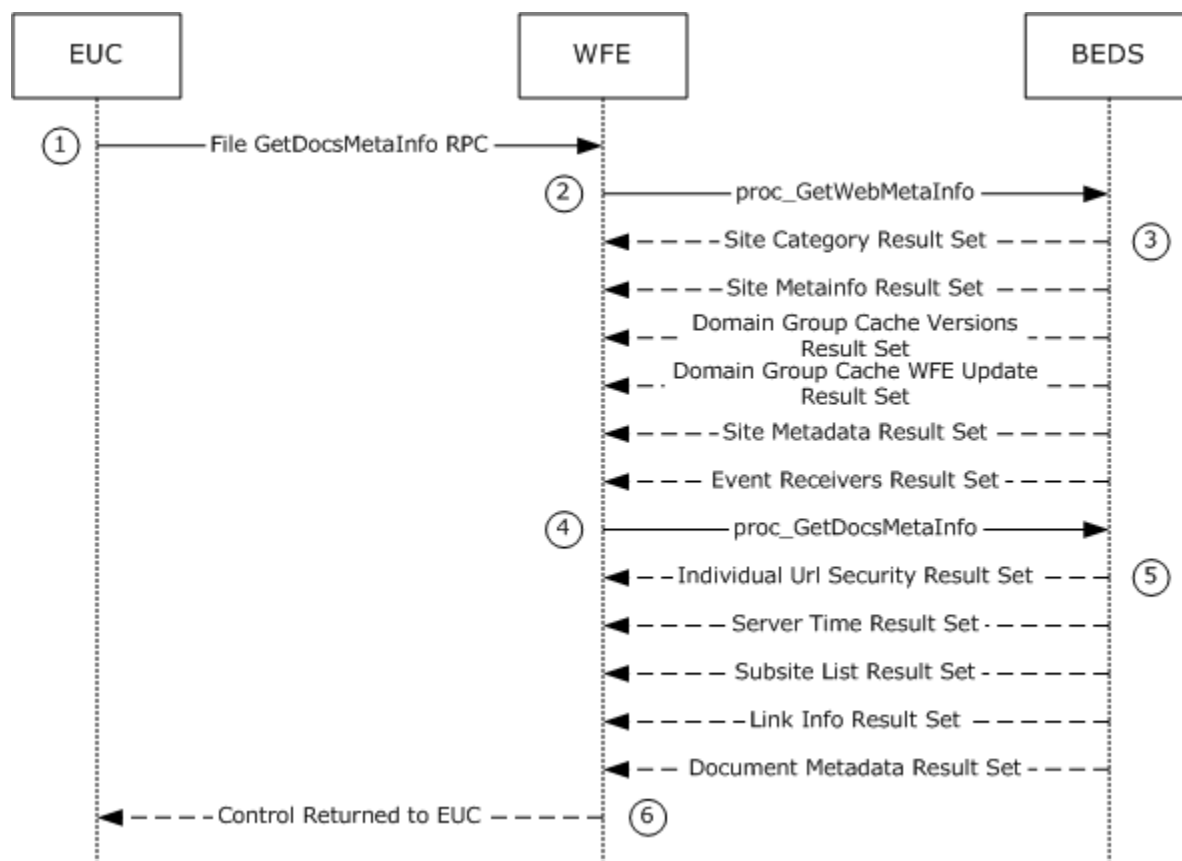 EUC
WFE
BEDS
1
File GetDocsMetaInfo RPC
2
proc_GetWebMetaInfo
Site Category Result Set
3
Site Metainfo Result Set
Domain Group Cache Versions
Result Set
Domain Group Cache WFE Update
Result Set
Site Metadata Result Set
Event Receivers Result Set
4
proc_GetDocsMetaInfo
Individual Url Security Result Set
5
Server Time Result Set
Subsite List Result Set
Link Info Result Set
Document Metadata Result Set
Control Returned to EUC
6